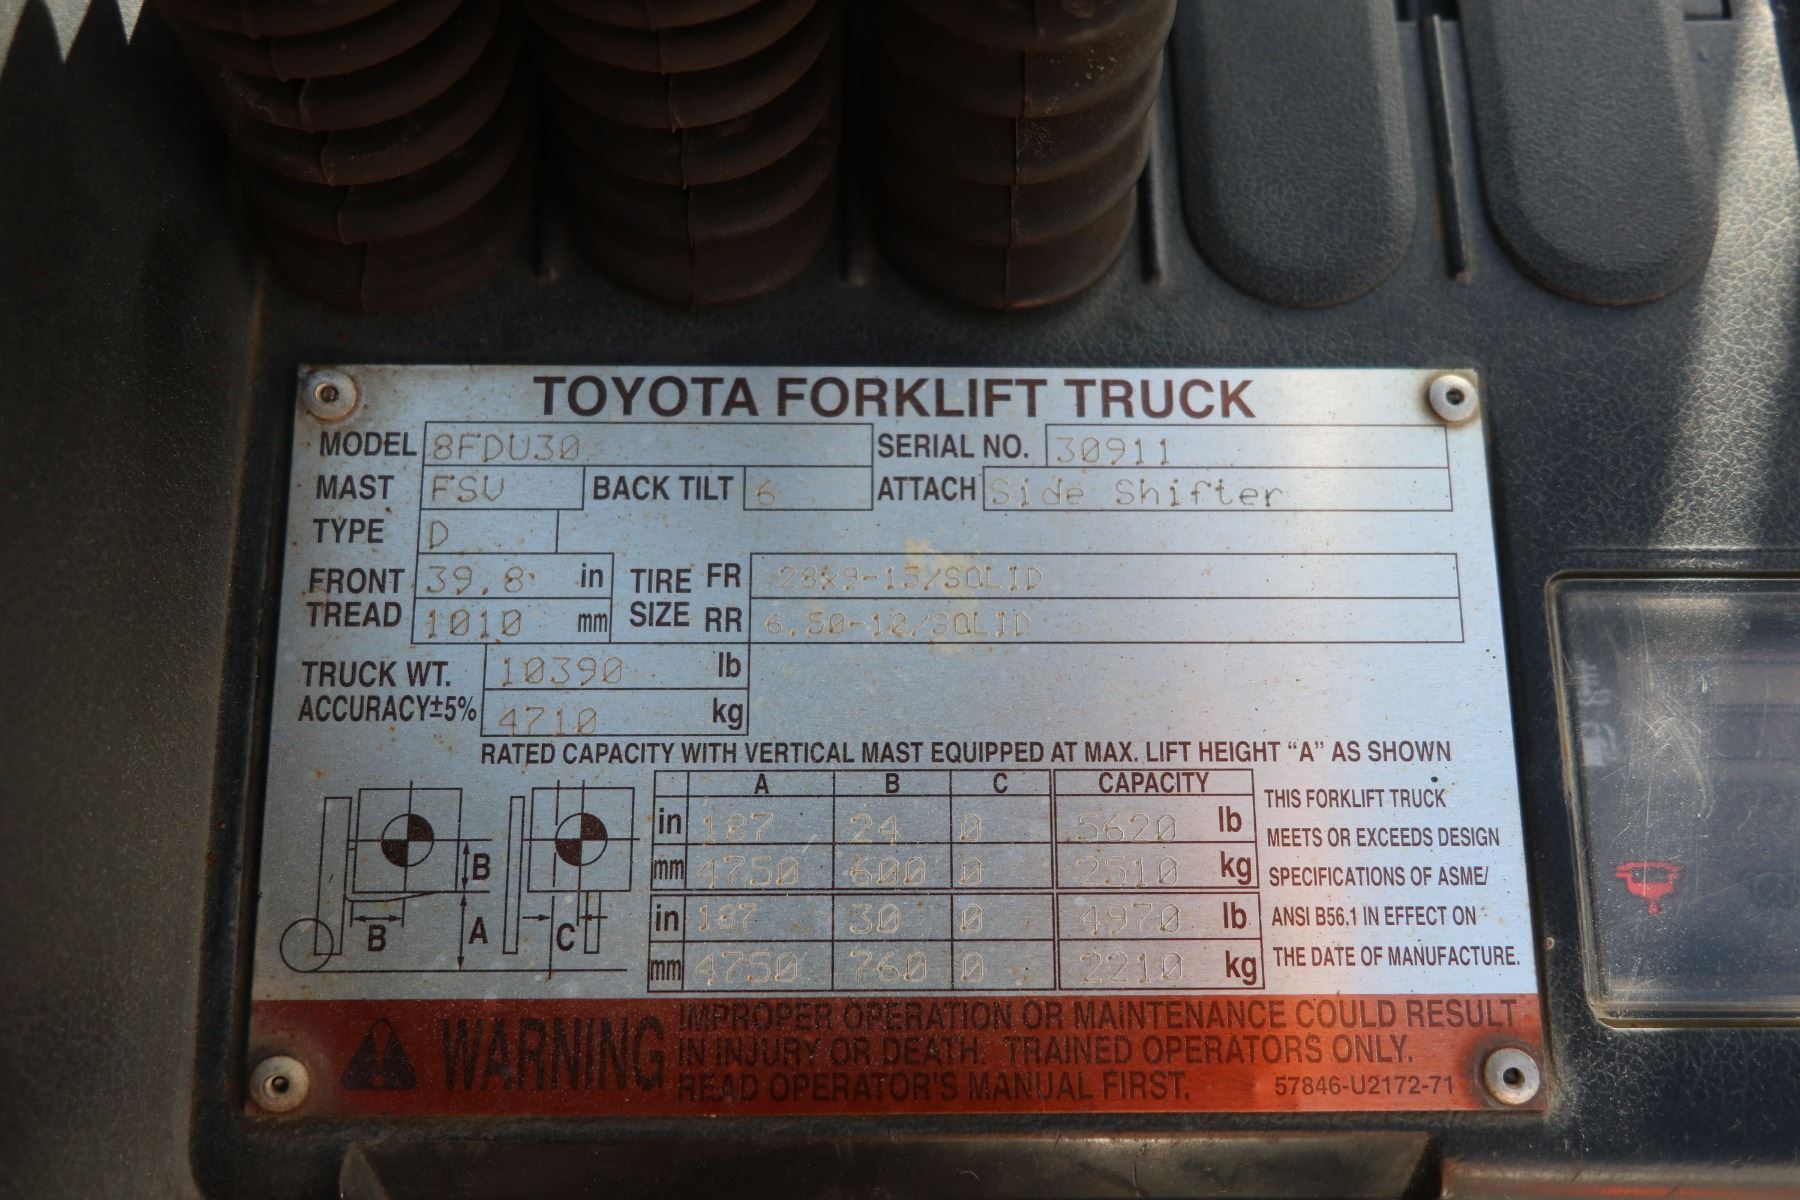 TOYOTA FORKLIFT TRUCK
MODEL 8FDU30 SERIAL NO. 30911
MAST FSV BACK TILT 6 ATTACH Side Shifter
TYPE D
FRONT TREAD 39.8 in TIRE SIZE FR 28x9-15/SOLID
1010 mm RR 6.50-10/SOLID
TRUCK WT. 10390 lb
ACCURACY±5% 4710 kg
RATED CAPACITY WITH VERTICAL MAST EQUIPPED AT MAX. LIFT HEIGHT “A” AS SHOWN
A B C CAPACITY
in 187 24 0 5620 lb
mm 4750 600 0 2510 kg
in 187 30 0 4970 lb
mm 4750 760 0 2210 kg
B B A C
THIS FORKLIFT TRUCK
MEETS OR EXCEEDS DESIGN
SPECIFICATIONS OF ASME/
ANSI B56.1 IN EFFECT ON
THE DATE OF MANUFACTURE.
WARNING
IMPROPER OPERATION OR MAINTENANCE COULD RESULT
IN INJURY OR DEATH. TRAINED OPERATORS ONLY.
READ OPERATOR'S MANUAL FIRST. 57846-U2172-71